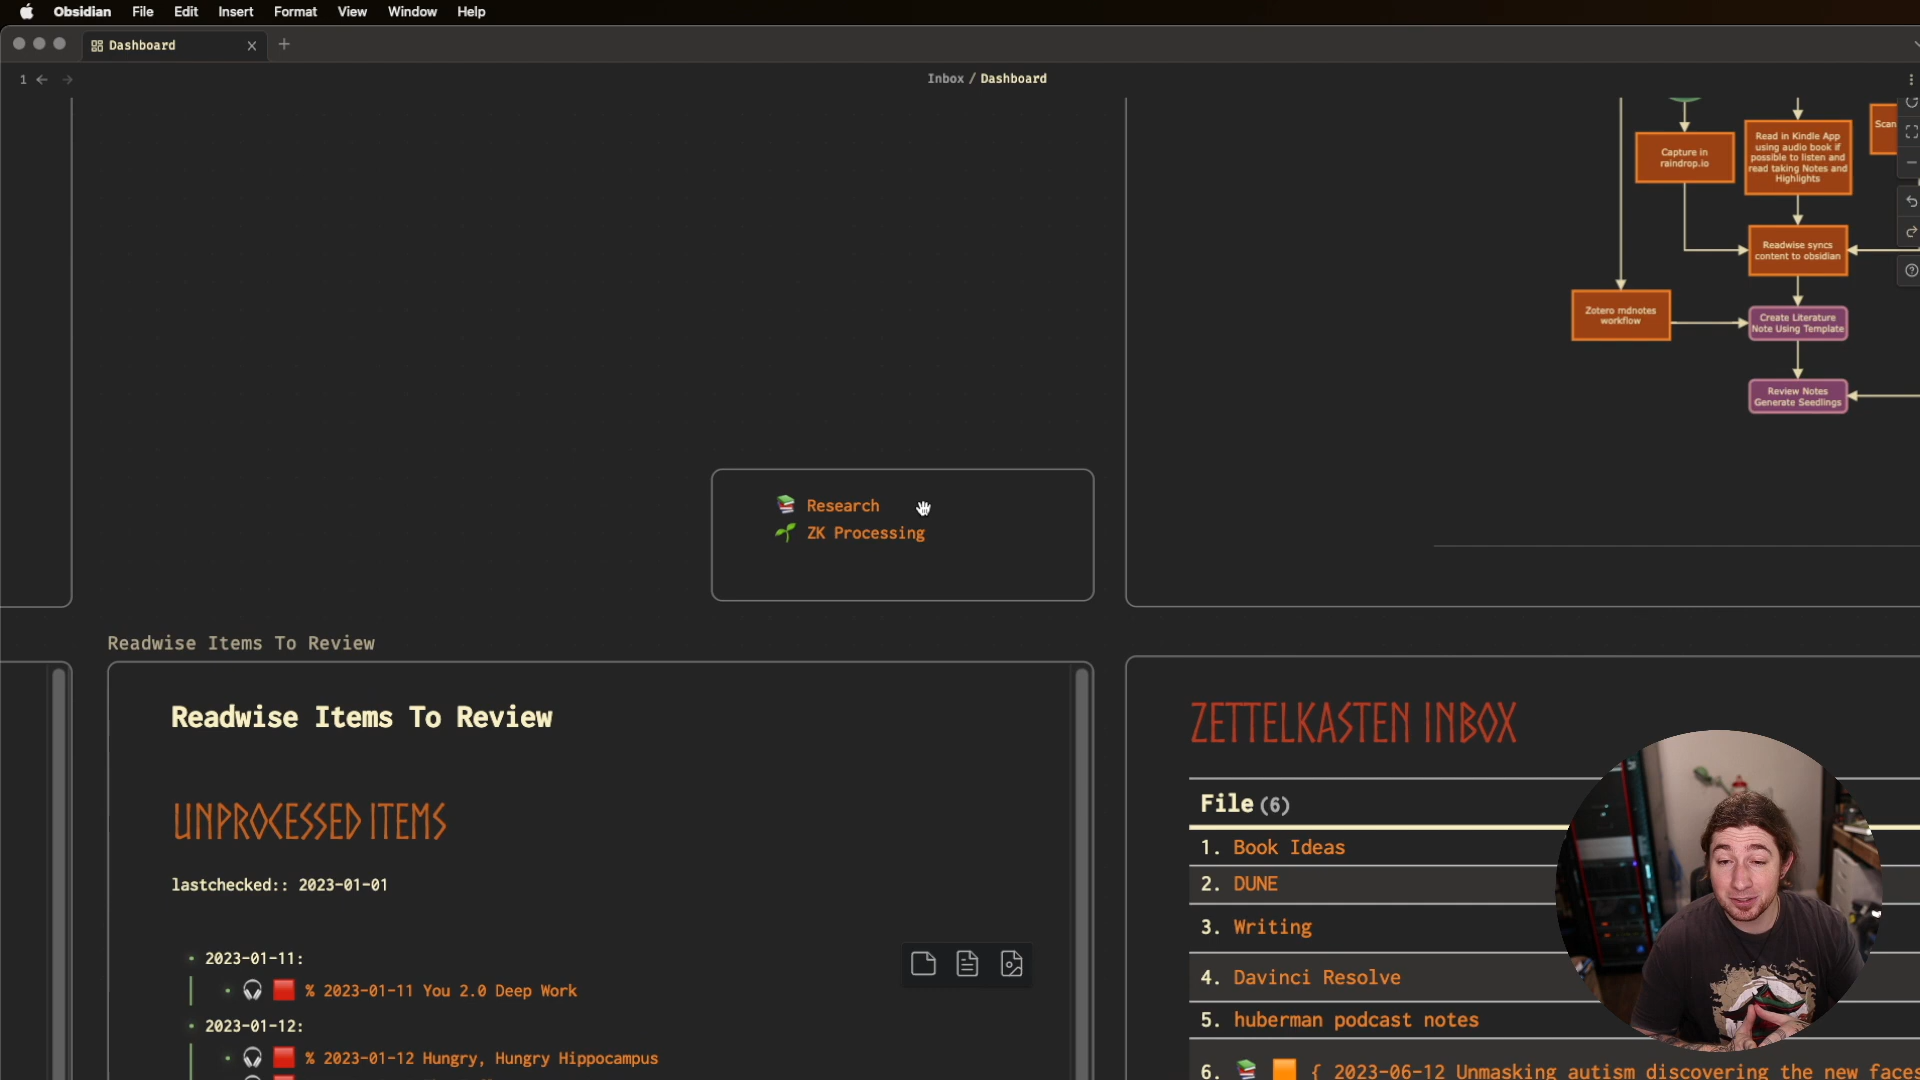 Obsidian File Edit Insert Format View Window Help
Dashboard
1
Inbox / Dashboard
Capture in
raindrop.io
Read in Kindle App
using audio book if
possible to listen and
read taking Notes and
Highlights
Scan
Readwise syncs
content to obsidian
Zotero mdnotes
workflow
Create Literature
Note Using Template
Review Notes
Generate Seedlings
Research
ZK Processing
Readwise Items To Review
Readwise Items To Review
UNPROCESSED ITEMS
lastchecked:: 2023-01-01
2023-01-11:
% 2023-01-11 You 2.0 Deep Work
2023-01-12:
% 2023-01-12 Hungry, Hungry Hippocampus
ZETTELKASTEN INBOX
File (6)
1. Book Ideas
2. DUNE
3. Writing
4. Davinci Resolve
5. huberman podcast notes
6. { 2023-06-12 Unmasking autism discovering the new faces